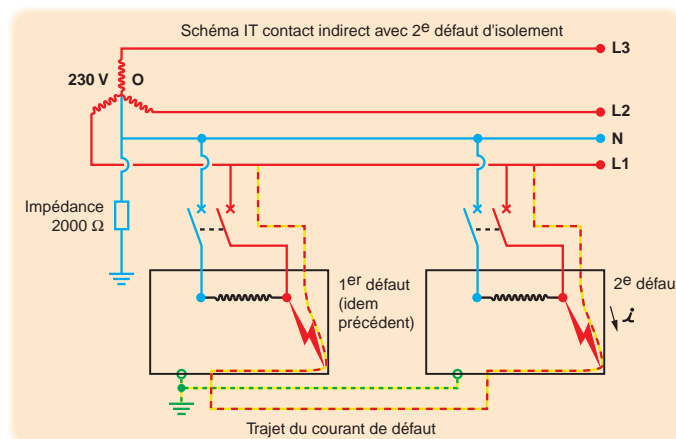 Schéma IT contact indirect avec 2e défaut d'isolement
L3
230 V O
L2
N
L1
Impédance
2000 Ω
1er défaut
(idem
précédent)
2e défau
i
Trajet du courant de défaut